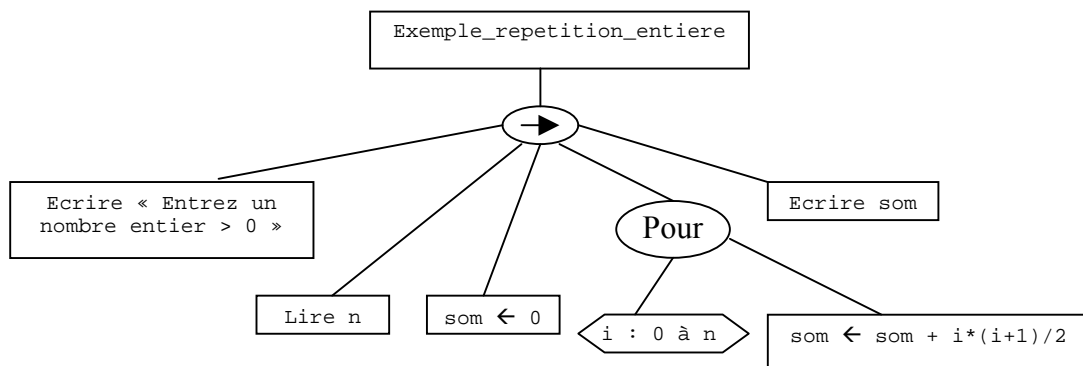 Exemple_repetition_entiere
Ecrire « Entrez un
nombre entier > 0 »
Lire n
som ← 0
Pour
i : 0 à n
som ← som + i*(i+1)/2
Ecrire som